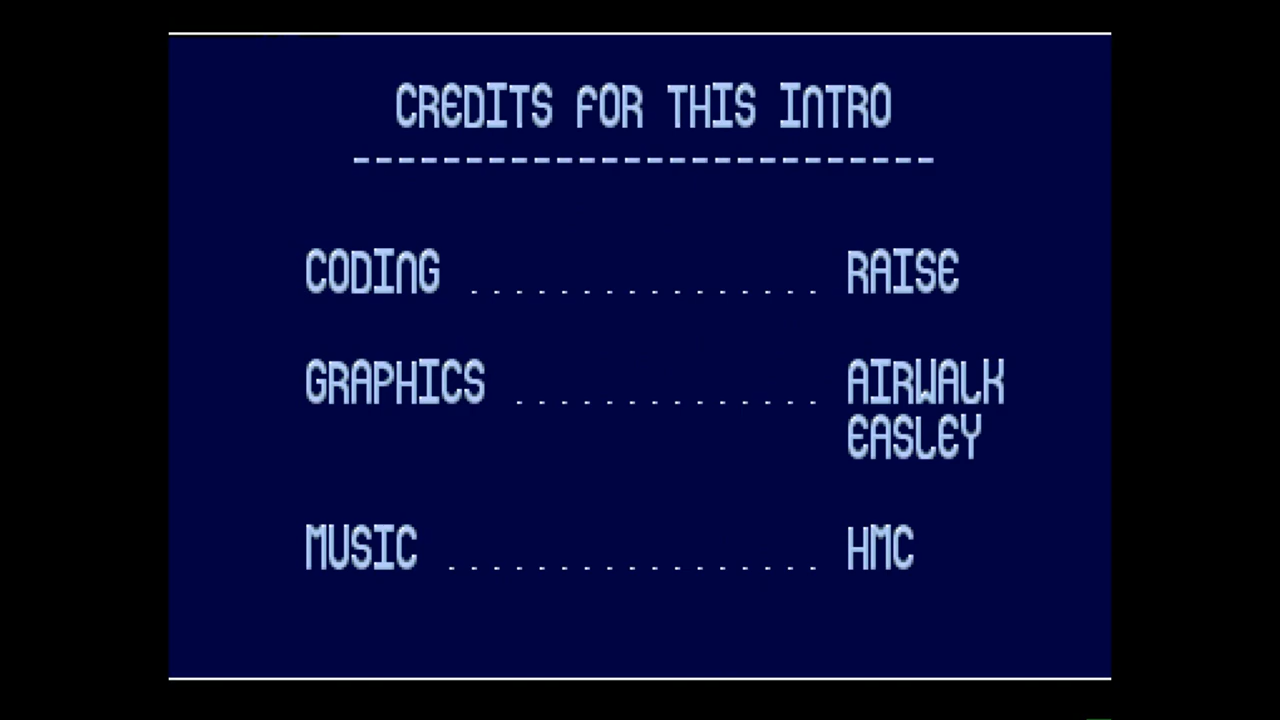 CREDITS FOR THIS INTRO
--------------------------
CODING ................ RAISE
GRAPHICS .............. AIRWALK
EASLEY
MUSIC ................. HMC